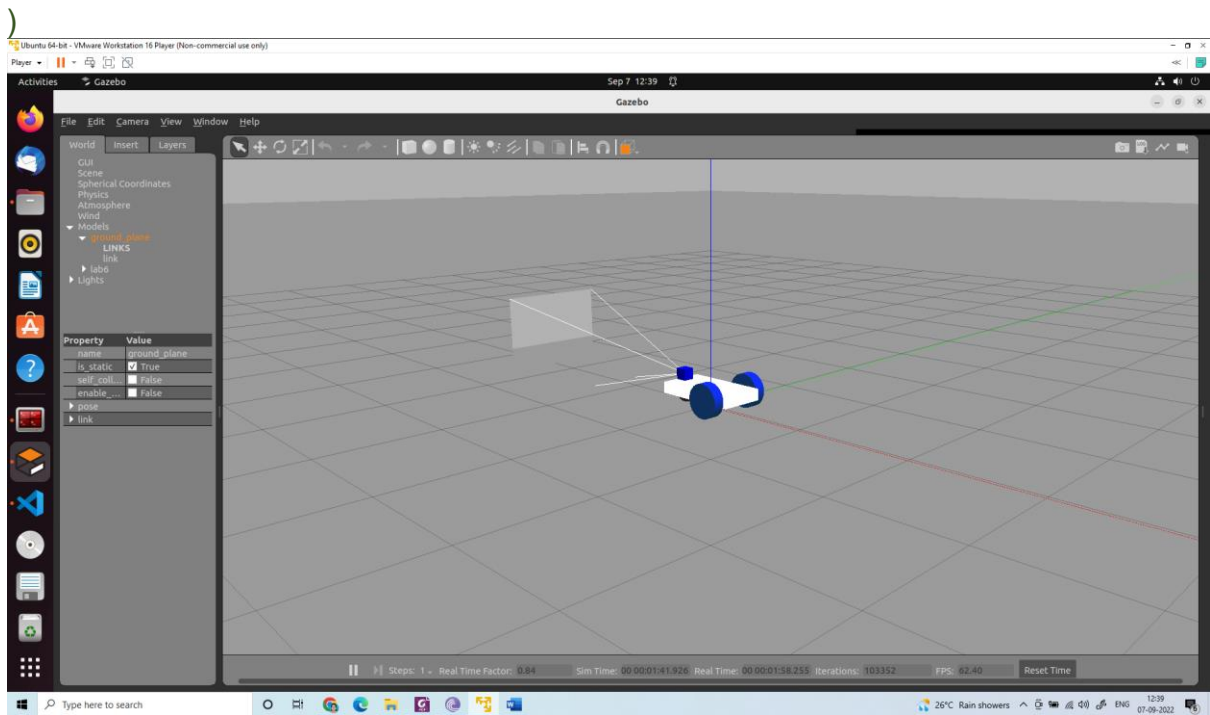 )
Ubuntu 64-bit - VMware Workstation 16 Player (Non-commercial use only)
Player
Activities Gazebo Sep 7 12:39
Gazebo
File Edit Camera View Window Help
World Insert Layers
GUI
Scene
Spherical Coordinates
Physics
Atmosphere
Wind
Models
ground_plane
LINKS
link
lab6
Lights
Property Value
name ground_plane
is_static True
self_coll... False
enable_... False
pose
link
Steps: 1 Real Time Factor: 0.84 Sim Time: 00 00:01:41.926 Real Time: 00 00:01:58.255 Iterations: 103352 FPS: 62.40 Reset Time
Type here to search 26°C Rain showers ENG 12:39
07-09-2022